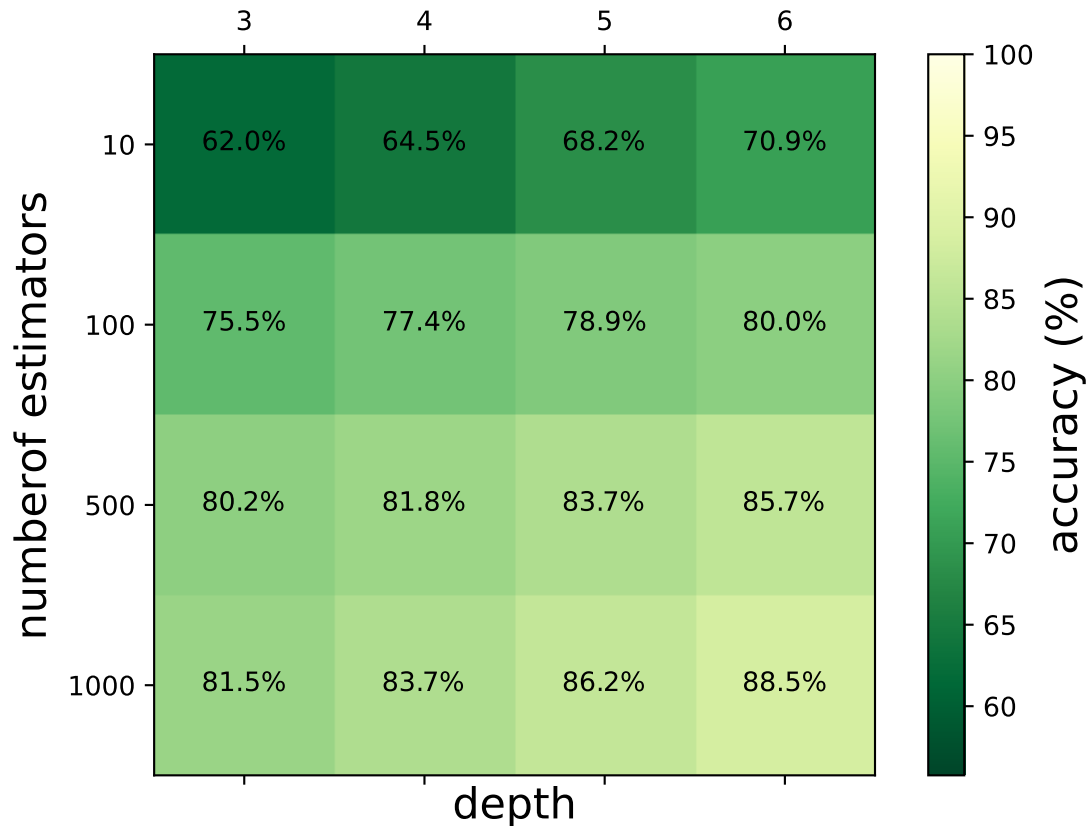 3 4 5 6
10 62.0% 64.5% 68.2% 70.9%
100 75.5% 77.4% 78.9% 80.0%
500 80.2% 81.8% 83.7% 85.7%
1000 81.5% 83.7% 86.2% 88.5%
numberof estimators
depth
100
95
90
85
80
75
70
65
60
accuracy (%)